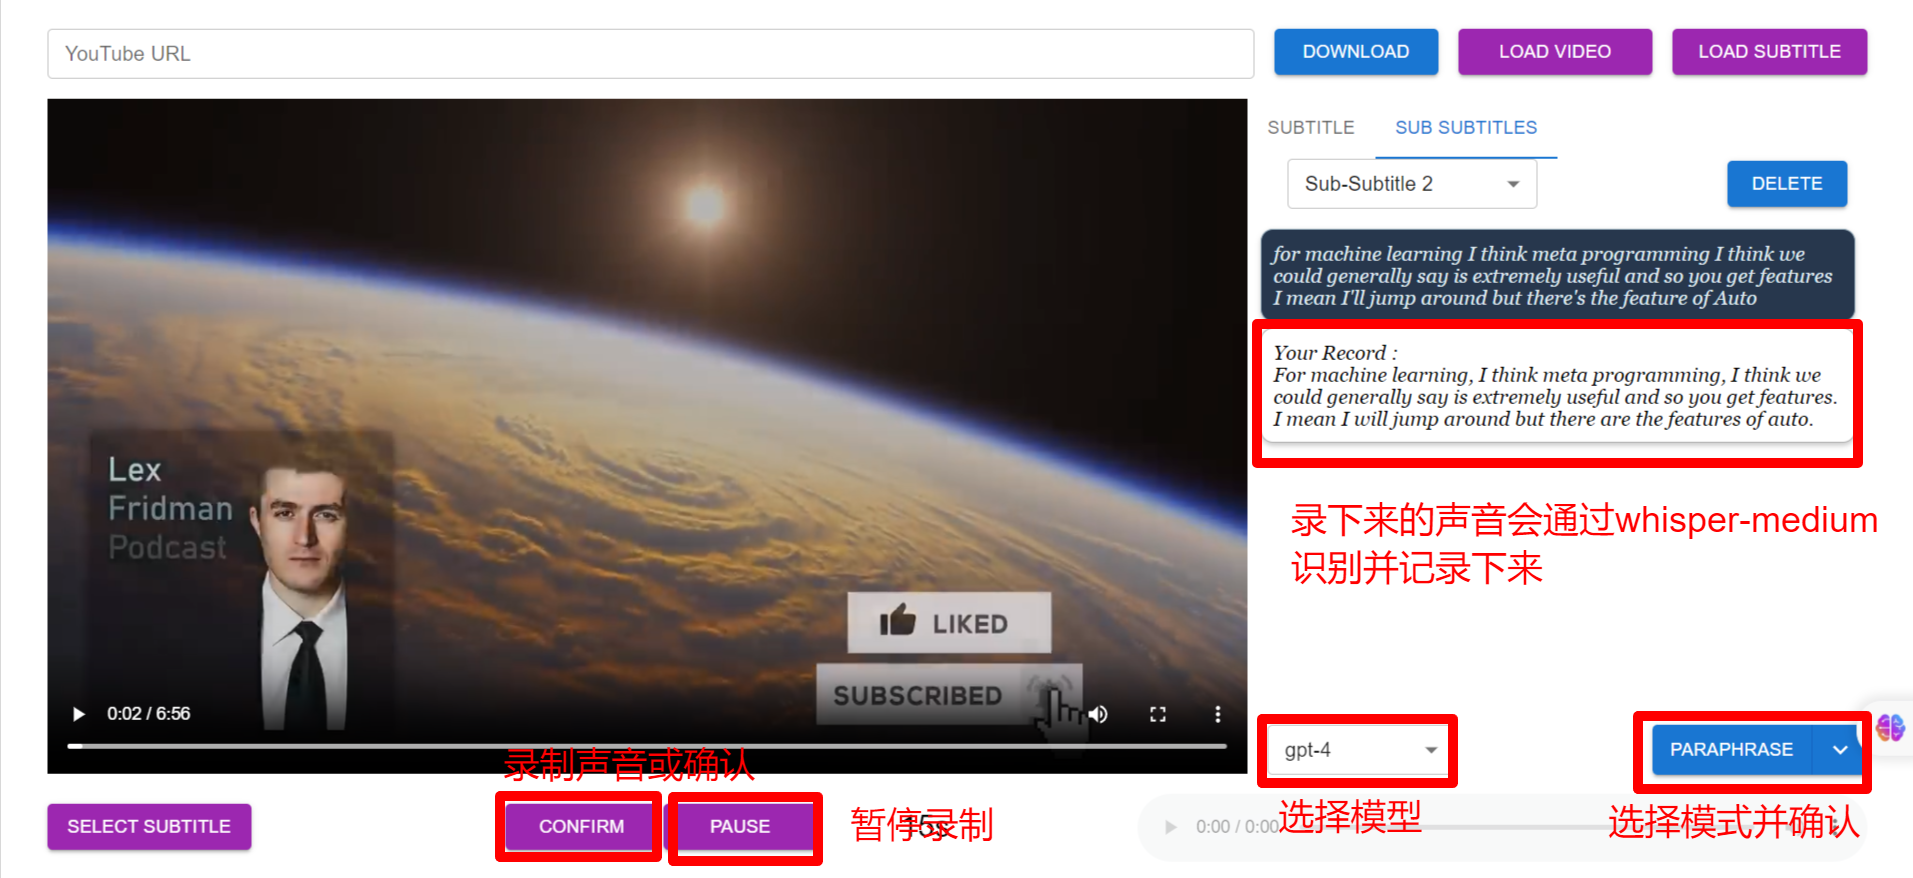 YouTube URL
DOWNLOAD
LOAD VIDEO
LOAD SUBTITLE
SUBTITLE
SUB SUBTITLES
Sub-Subtitle 2
DELETE
for machine learning I think meta programming I think we
could generally say is extremely useful and so you get features
I mean I'll jump around but there's the feature of Auto
Your Record :
For machine learning, I think meta programming, I think we
could generally say is extremely useful and so you get features.
I mean I will jump around but there are the features of auto.
录下来的声音会通过whisper-medium
识别并记录下来
Lex
Fridman
Podcast
LIKED
SUBSCRIBED
0:02 / 6:56
录制声音或确认
gpt-4
PARAPHRASE
选择模型
选择模式并确认
SELECT SUBTITLE
CONFIRM
PAUSE
暂停录制
15s
0:00 / 0:00